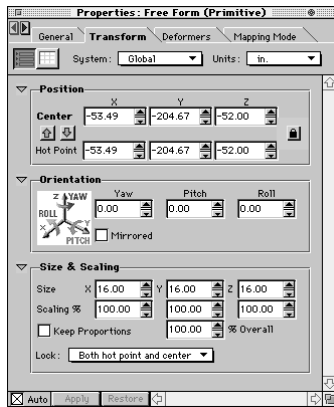 Properties: Free Form (Primitive)
General Transform Deformers Mapping Mode
System: Global Units: in.
Position
X Y Z
Center -53.49 -204.67 -52.00
Hot Point -53.49 -204.67 -52.00
Orientation
Z YAW Yaw Pitch Roll
ROLL 0.00 0.00 0.00
X Y
PITCH Mirrored
Size & Scaling
Size X 16.00 Y 16.00 Z 16.00
Scaling % 100.00 100.00 100.00
Keep Proportions 100.00 % Overall
Look: Both hot point and center
Auto Apply Restore